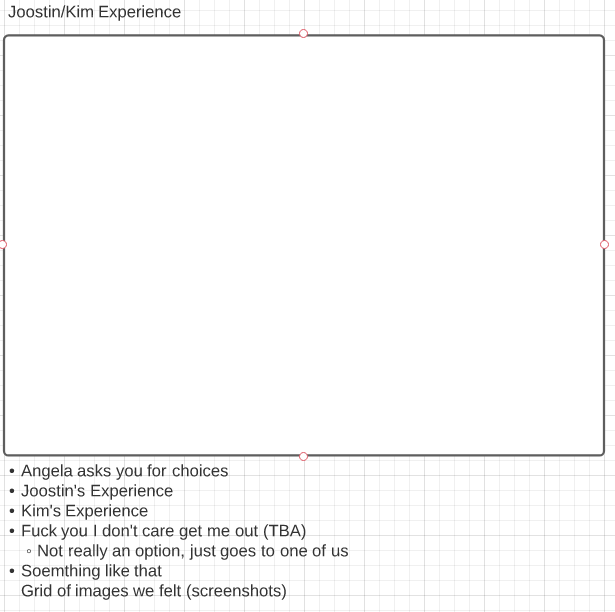 Joostin/Kim Experience
• Angela asks you for choices
• Joostin's Experience
• Kim's Experience
• Fuck you I don't care get me out (TBA)
◦ Not really an option, just goes to one of us
• Soemthing like that
Grid of images we felt (screenshots)